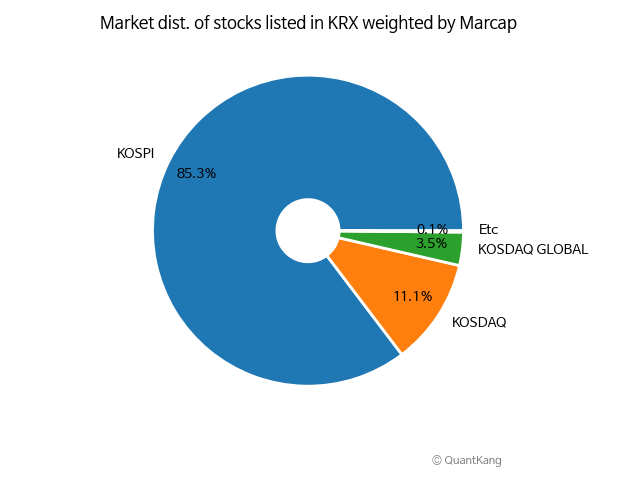 Market dist. of stocks listed in KRX weighted by Marcap
KOSPI
85.3%
0.1%
Etc
3.5%
KOSDAQ GLOBAL
11.1%
KOSDAQ
© QuantKang